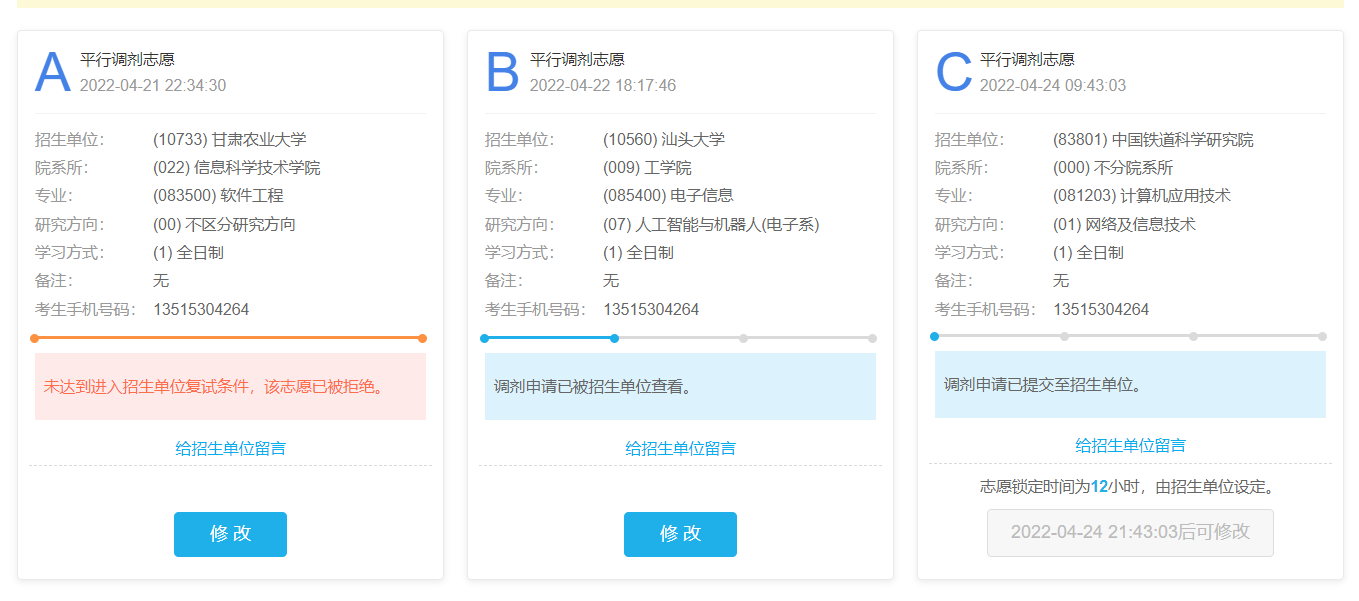 A
平行调剂志愿
2022-04-21 22:34:30
招生单位: (10733) 甘肃农业大学
院系所: (022) 信息科学技术学院
专业: (083500) 软件工程
研究方向: (00) 不区分研究方向
学习方式: (1) 全日制
备注: 无
考生手机号码: 13515304264
未达到进入招生单位复试条件，该志愿已被拒绝。
给招生单位留言
修 改
B
平行调剂志愿
2022-04-22 18:17:46
招生单位: (10560) 汕头大学
院系所: (009) 工学院
专业: (085400) 电子信息
研究方向: (07) 人工智能与机器人(电子系)
学习方式: (1) 全日制
备注: 无
考生手机号码: 13515304264
调剂申请已被招生单位查看。
给招生单位留言
修 改
C
平行调剂志愿
2022-04-24 09:43:03
招生单位: (83801) 中国铁道科学研究院
院系所: (000) 不分院系所
专业: (081203) 计算机应用技术
研究方向: (01) 网络及信息技术
学习方式: (1) 全日制
备注: 无
考生手机号码: 13515304264
调剂申请已提交至招生单位。
给招生单位留言
志愿锁定时间为12小时，由招生单位设定。
2022-04-24 21:43:03后可修改